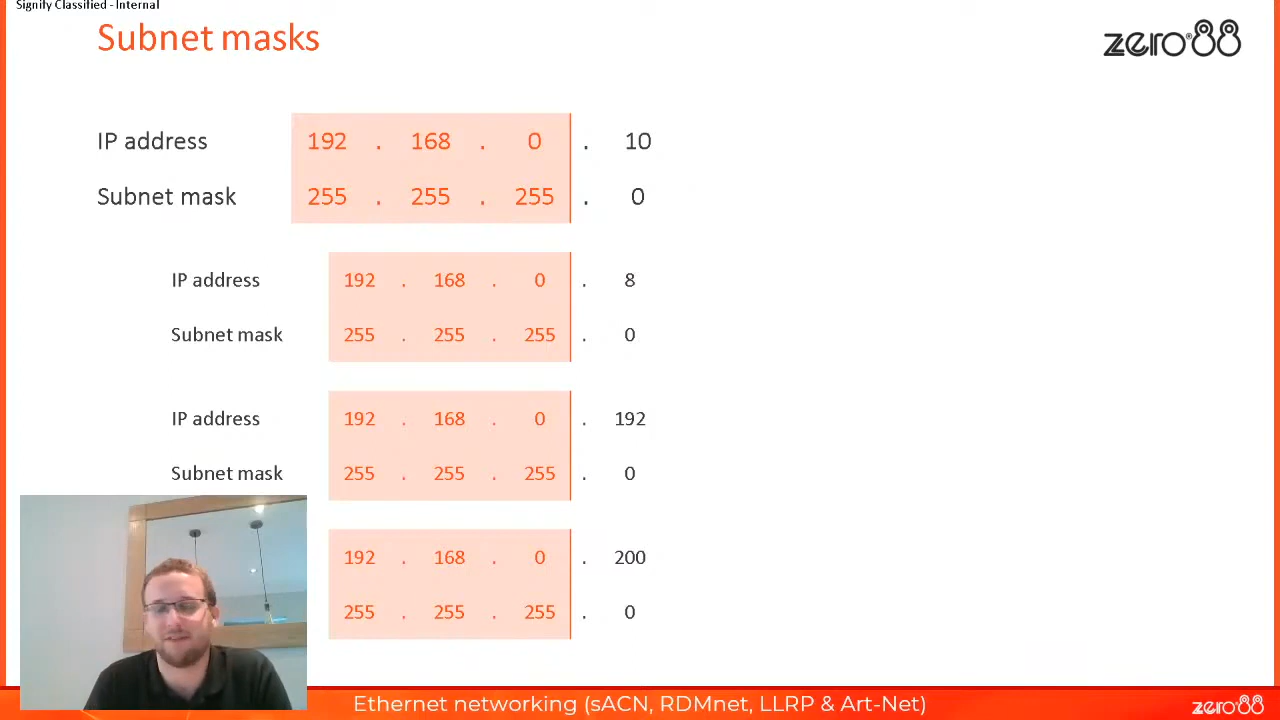 Signify Classified - Internal
Subnet masks
zero®88
IP address 192 . 168 . 0 . 10
Subnet mask 255 . 255 . 255 . 0
IP address 192 . 168 . 0 . 8
Subnet mask 255 . 255 . 255 . 0
IP address 192 . 168 . 0 . 192
Subnet mask 255 . 255 . 255 . 0
192 . 168 . 0 . 200
255 . 255 . 255 . 0
Ethernet networking (sACN, RDMnet, LLRP & Art-Net)
zero88